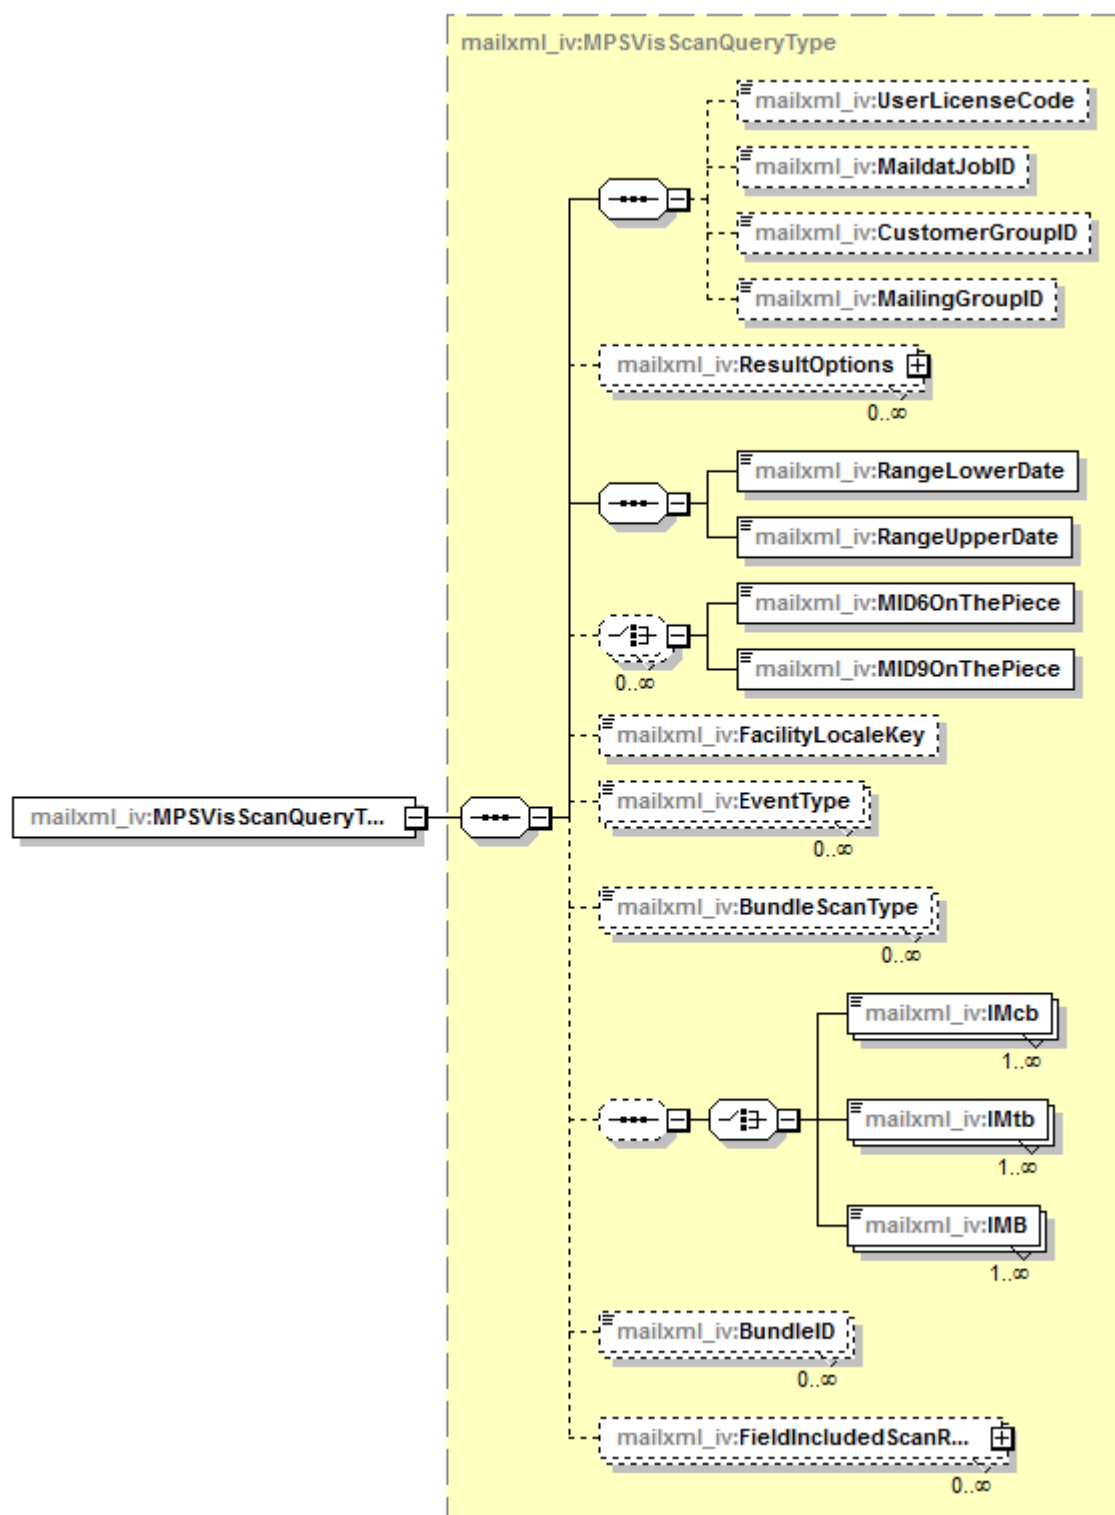 mailxml_iv:MPSVisScanQueryType
mailxml_iv:UserLicenseCode
mailxml_iv:MaildatJobID
mailxml_iv:CustomerGroupID
mailxml_iv:MailingGroupID
mailxml_iv:ResultOptions
0..∞
mailxml_iv:RangeLowerDate
mailxml_iv:RangeUpperDate
mailxml_iv:MID6OnThePiece
mailxml_iv:MID9OnThePiece
0..∞
mailxml_iv:FacilityLocaleKey
mailxml_iv:EventType
0..∞
mailxml_iv:MPSVisScanQueryT...
mailxml_iv:BundleScanType
0..∞
mailxml_iv:IMcb
1..∞
mailxml_iv:IMtb
1..∞
mailxml_iv:IMB
1..∞
mailxml_iv:BundleID
0..∞
mailxml_iv:FieldIncludedScanR...
0..∞